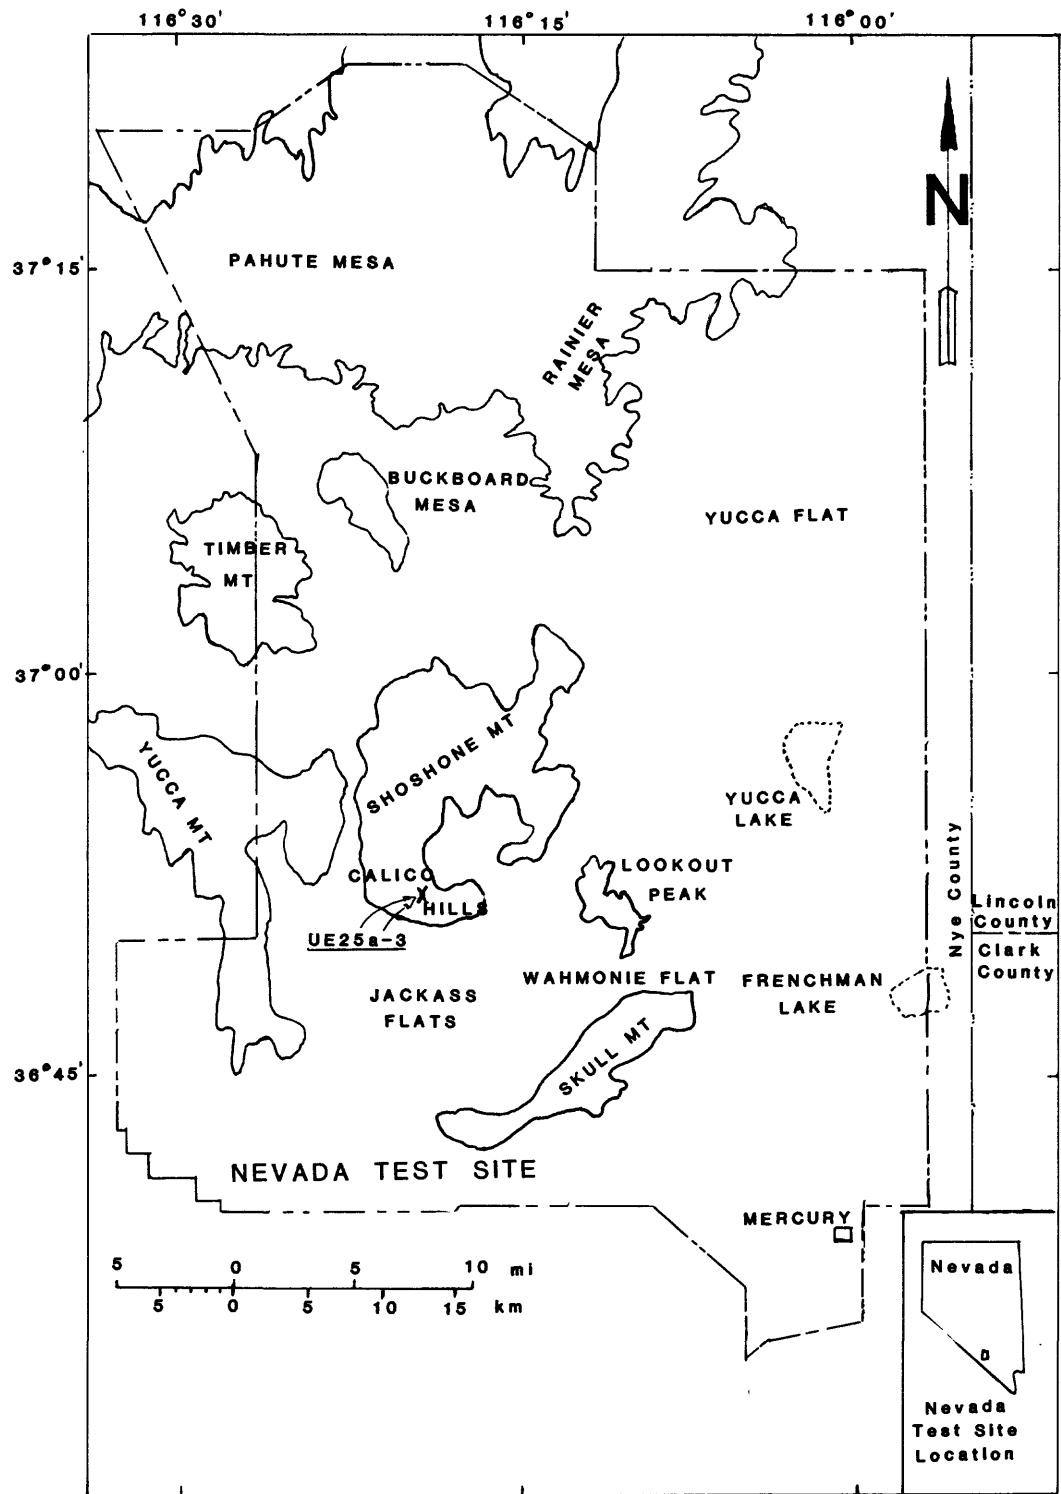 116°30'
116°15'
116°00'
N
PAHUTE MESA
37°15'
RAINIER
MESA
BUCKBOARD
MESA
YUCCA FLAT
TIMBER
MT
37°00'
SHOSHONE MT
YUCCA MT
YUCCA
LAKE
LOOKOUT
PEAK
CALICO
HILLS
X
UE25a-3
Nye County
Lincoln
County
Clark
County
WAHMONIE FLAT
FRENCHMAN
LAKE
JACKASS
FLATS
SKULL MT
36°45'
NEVADA TEST SITE
MERCURY
5 0 5 10 mi
5 0 5 10 15 km
Nevada
Nevada
Test Site
Location